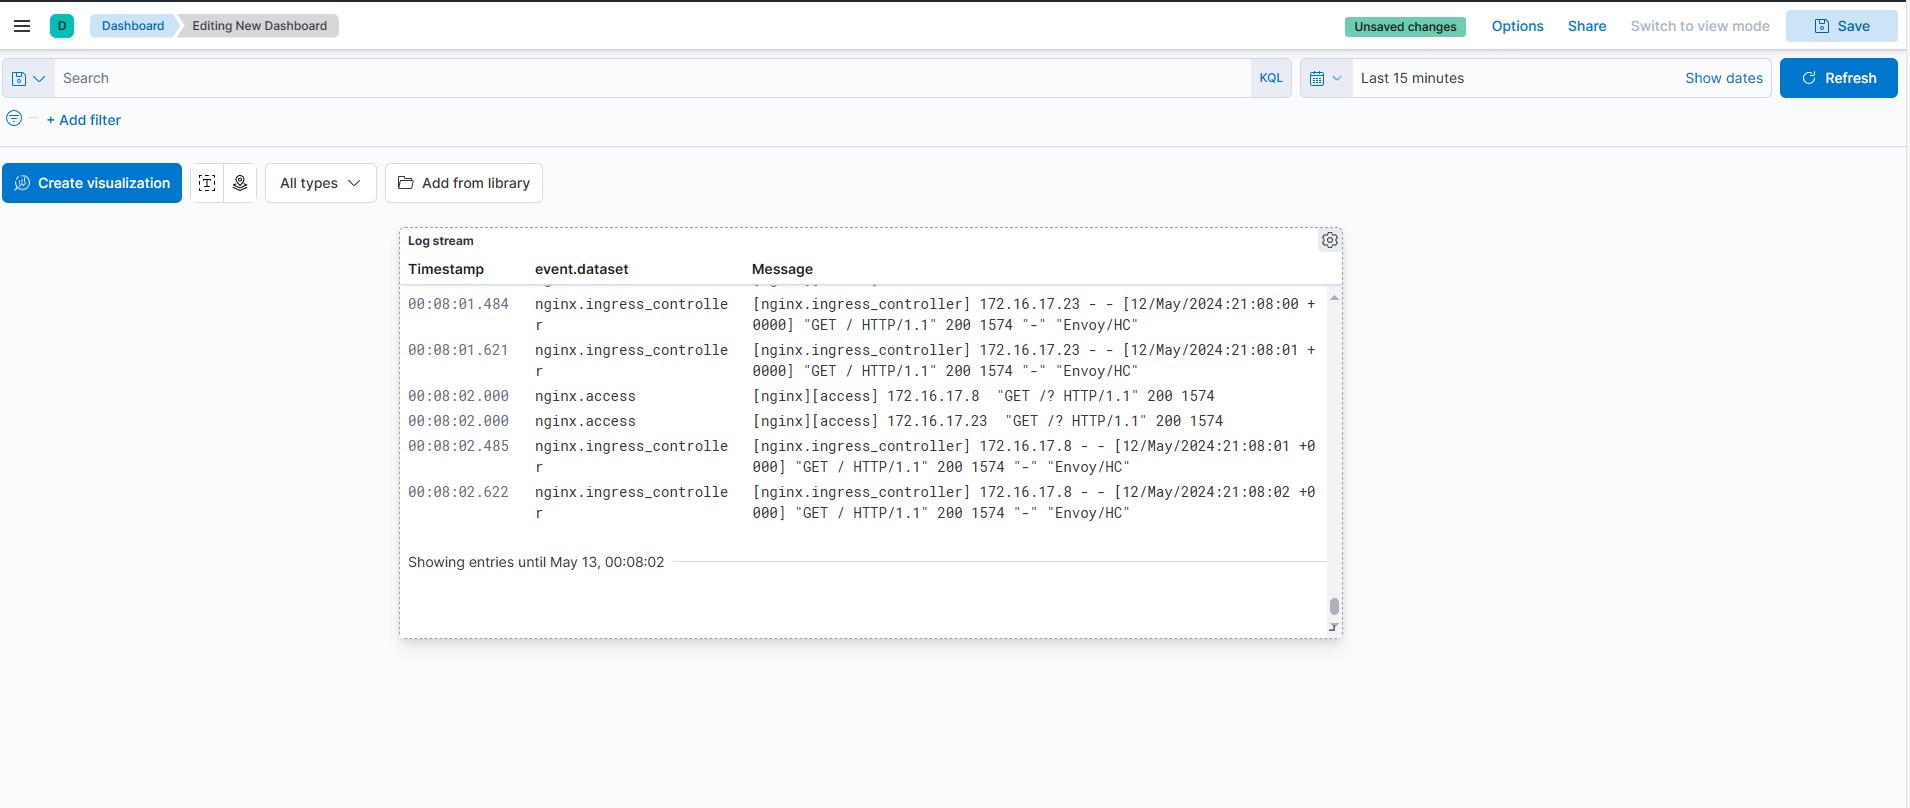 D Dashboard Editing New Dashboard Unsaved changes Options Share Switch to view mode Save
Search KQL Last 15 minutes Show dates Refresh
+ Add filter
Create visualization All types Add from library
Log stream
Timestamp event.dataset Message
00:08:01.484 nginx.ingress_controlle [nginx.ingress_controller] 172.16.17.23 - - [12/May/2024:21:08:00 +
r 0000] "GET / HTTP/1.1" 200 1574 "-" "Envoy/HC"
00:08:01.621 nginx.ingress_controlle [nginx.ingress_controller] 172.16.17.23 - - [12/May/2024:21:08:01 +
r 0000] "GET / HTTP/1.1" 200 1574 "-" "Envoy/HC"
00:08:02.000 nginx.access [nginx][access] 172.16.17.8 "GET /? HTTP/1.1" 200 1574
00:08:02.000 nginx.access [nginx][access] 172.16.17.23 "GET /? HTTP/1.1" 200 1574
00:08:02.485 nginx.ingress_controlle [nginx.ingress_controller] 172.16.17.8 - - [12/May/2024:21:08:01 +0
r 000] "GET / HTTP/1.1" 200 1574 "-" "Envoy/HC"
00:08:02.622 nginx.ingress_controlle [nginx.ingress_controller] 172.16.17.8 - - [12/May/2024:21:08:02 +0
r 000] "GET / HTTP/1.1" 200 1574 "-" "Envoy/HC"
Showing entries until May 13, 00:08:02